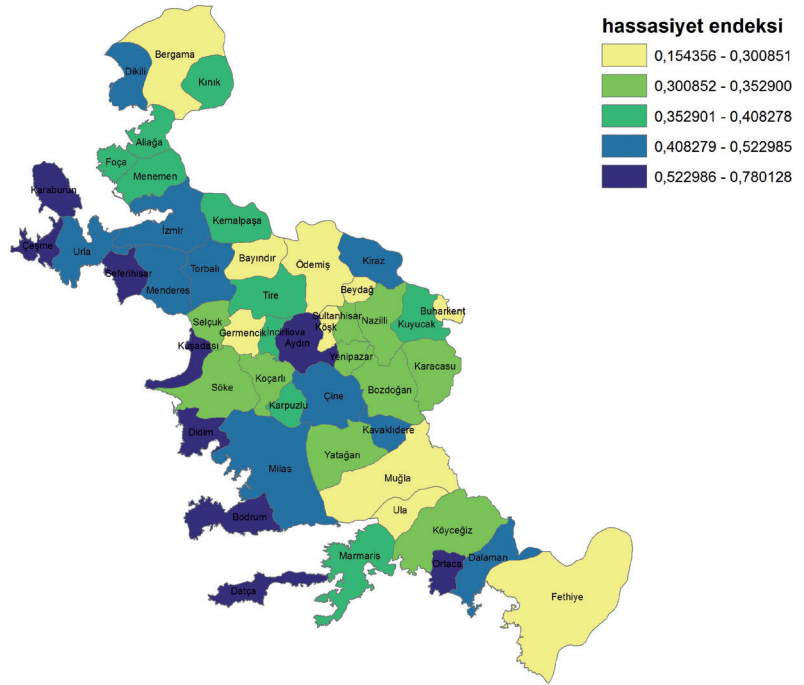 hassasiyet endeksi
0,154356 - 0,300851
0,300852 - 0,352900
0,352901 - 0,408278
0,408279 - 0,522985
0,522986 - 0,780128
Bergama
Dikili
Kınık
Aliağa
Foça
Menemen
Karaburun
Kemalpaşa
İzmir
Çeşme
Urla
Bayındır
Ödemiş
Kiraz
Seferihisar
Torbalı
Menderes
Beydağ
Tire
Sultanhisar
Buharkent
Selçuk
Nazilli
Kuyucak
Germencik
İncirliova
Köşk
Aydın
Kuşadası
Yenipazar
Karacasu
Söke
Koçarlı
Bozdoğan
Karpuzlu
Çine
Didim
Kavaklıdere
Yatağan
Milas
Muğla
Ula
Bodrum
Köyceğiz
Marmaris
Ortaca
Dalaman
Datça
Fethiye